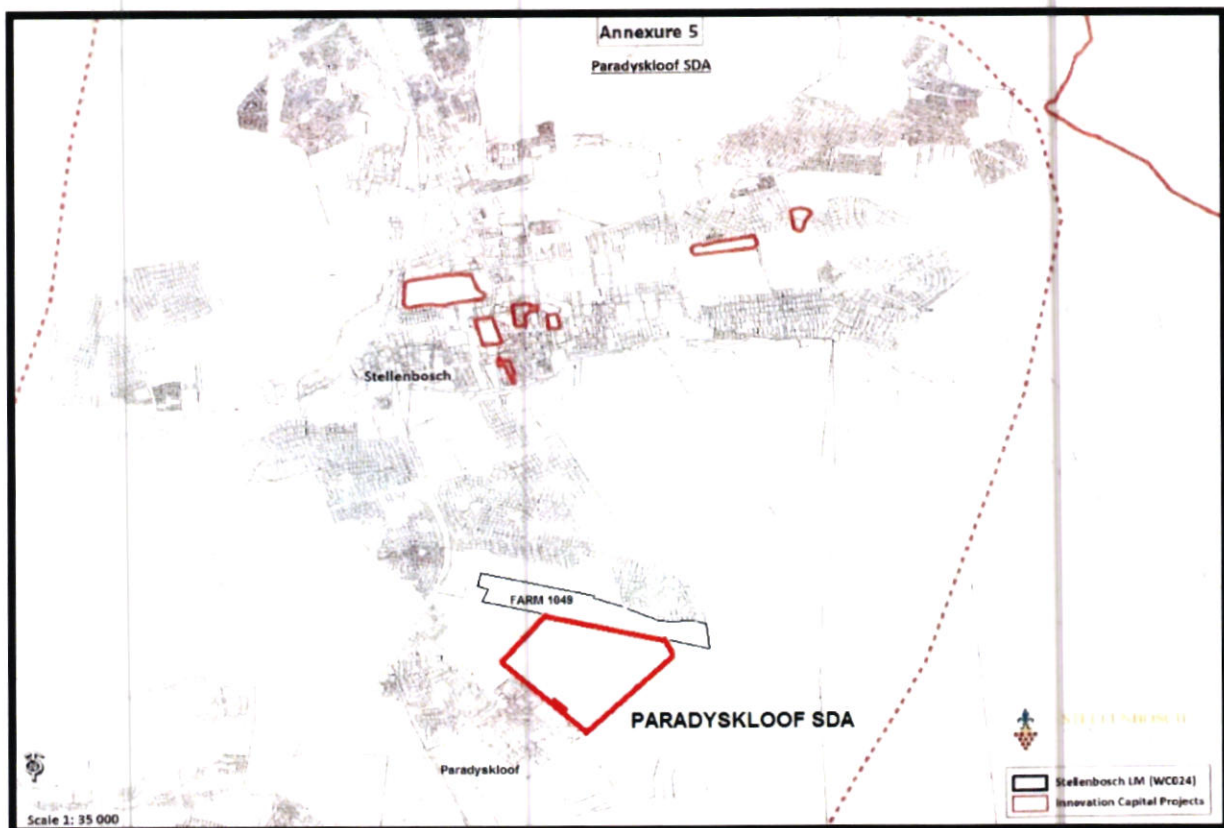 Annexure 5
Paradyskloof SDA
Stellenbosch
FARM 1049
PARADYSKLOOF SDA
Paradyskloof
STELLENBOSCH
Stellenbosch LM (WC024)
Innovation Capital Projects
Scale 1: 35 000